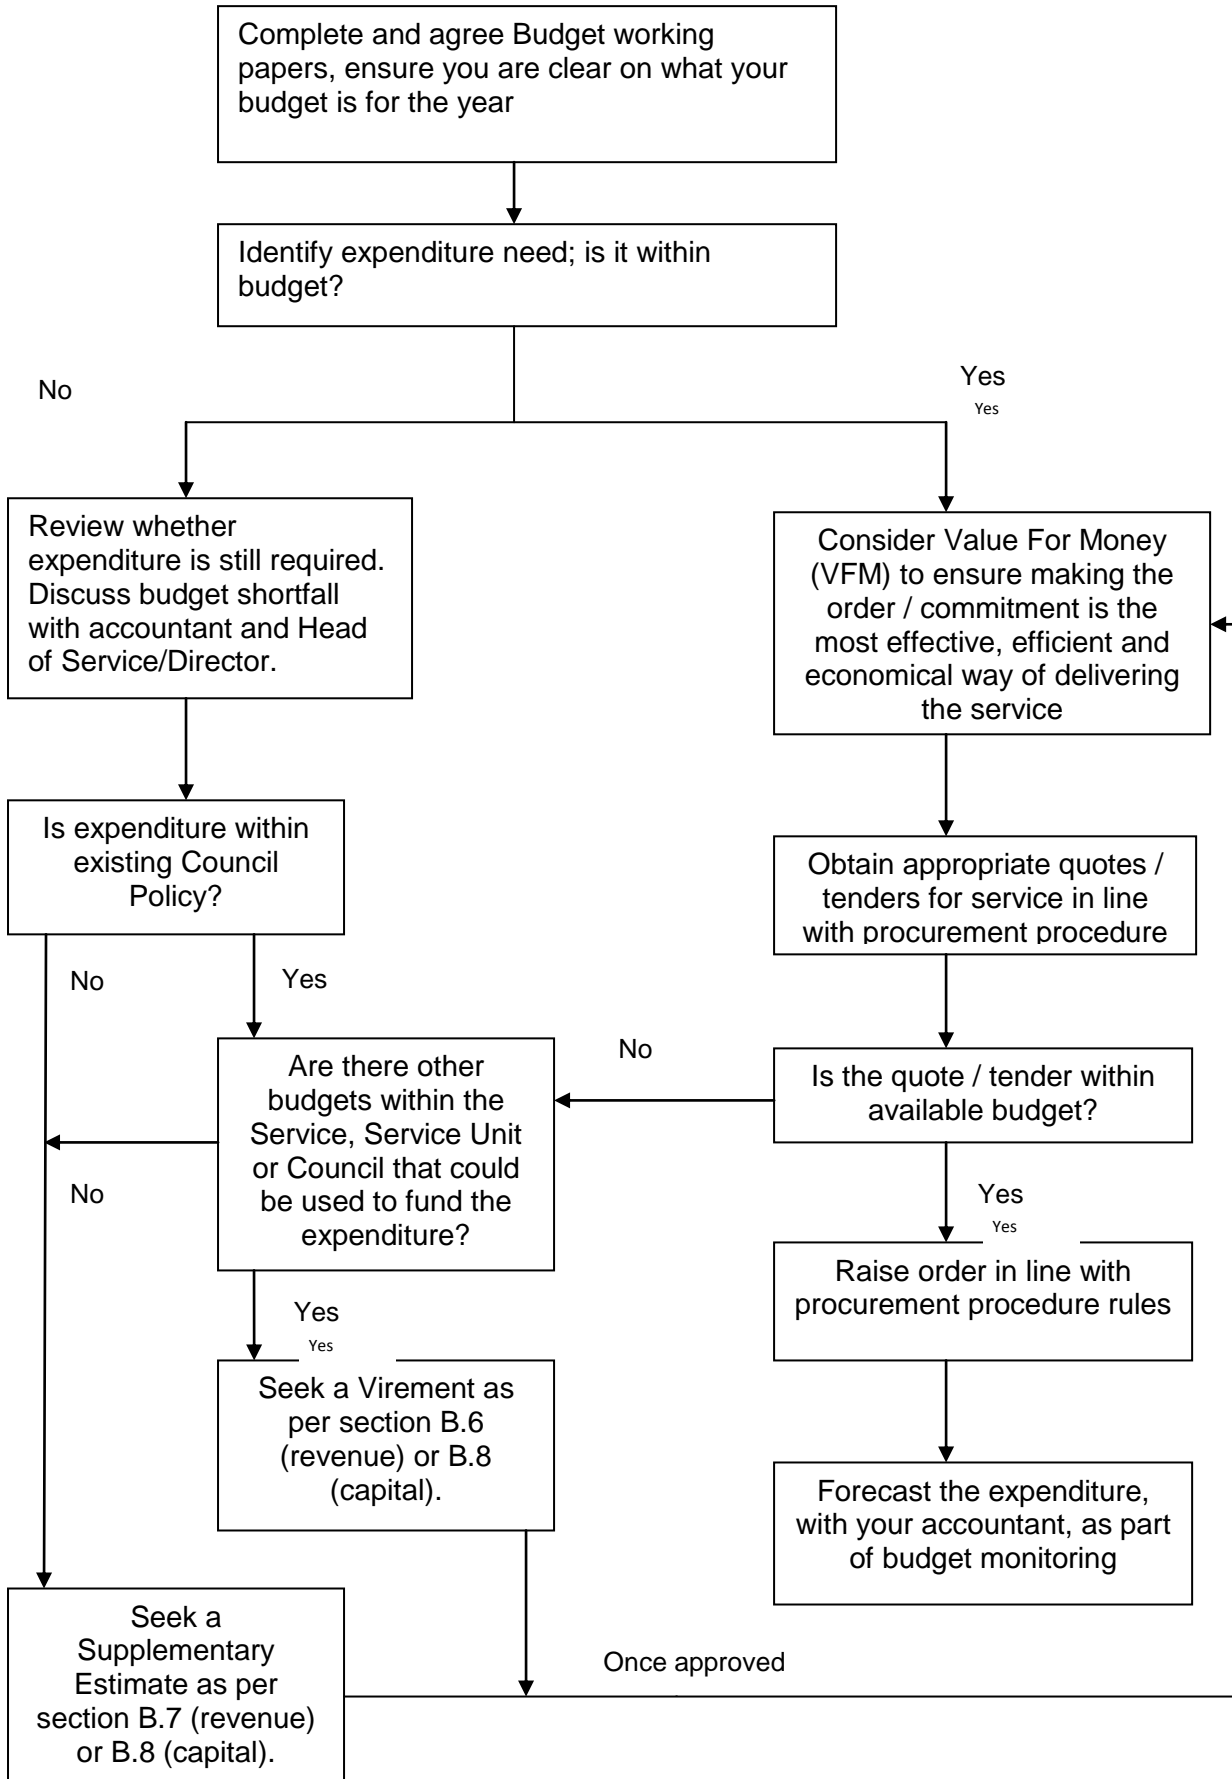 Complete and agree Budget working
papers, ensure you are clear on what your
budget is for the year
Identify expenditure need; is it within
budget?
No
Yes
Yes
Review whether
expenditure is still required.
Discuss budget shortfall
with accountant and Head
of Service/Director.
Consider Value For Money
(VFM) to ensure making the
order / commitment is the
most effective, efficient and
economical way of delivering
the service
Is expenditure within
existing Council
Policy?
Obtain appropriate quotes /
tenders for service in line
with procurement procedure
No
Yes
Are there other
budgets within the
Service, Service Unit
or Council that could
be used to fund the
expenditure?
No
Is the quote / tender within
available budget?
No
Yes
Yes
Raise order in line with
procurement procedure rules
Yes
Yes
Seek a Virement as
per section B.6
(revenue) or B.8
(capital).
Forecast the expenditure,
with your accountant, as part
of budget monitoring
Seek a
Supplementary
Estimate as per
section B.7 (revenue)
or B.8 (capital).
Once approved